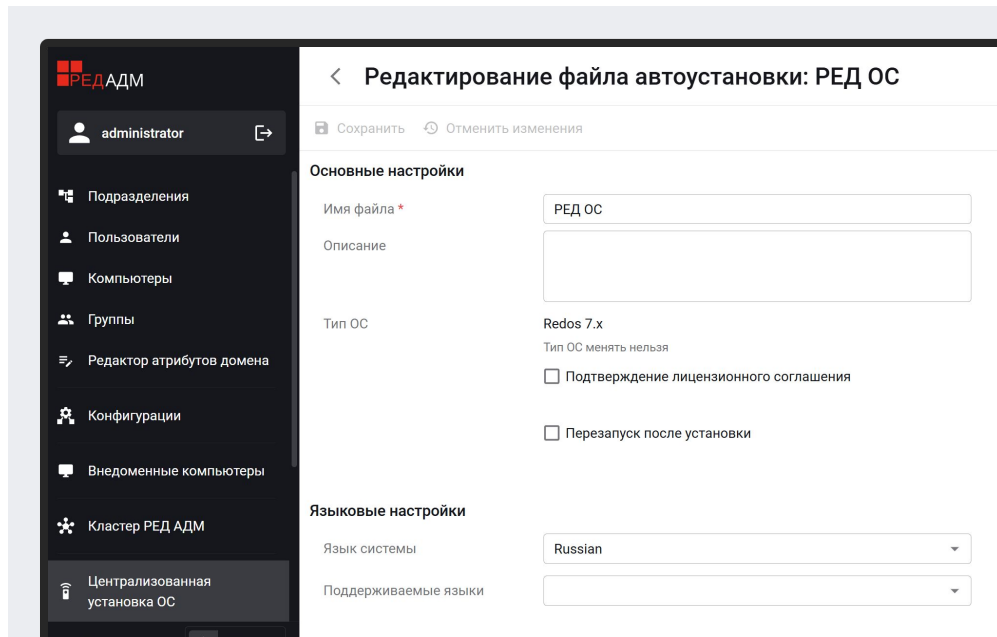 РЕДАДМ
administrator
Подразделения
Пользователи
Компьютеры
Группы
Редактор атрибутов домена
Конфигурации
Внедоменные компьютеры
Кластер РЕД АДМ
Централизованная
установка ОС
Редактирование файла автоустановки: РЕД ОС
Сохранить Отменить изменения
Основные настройки
Имя файла * РЕД ОС
Описание
Тип ОС Redos 7.x
Тип ОС менять нельзя
Подтверждение лицензионного соглашения
Перезапуск после установки
Языковые настройки
Язык системы Russian
Поддерживаемые языки